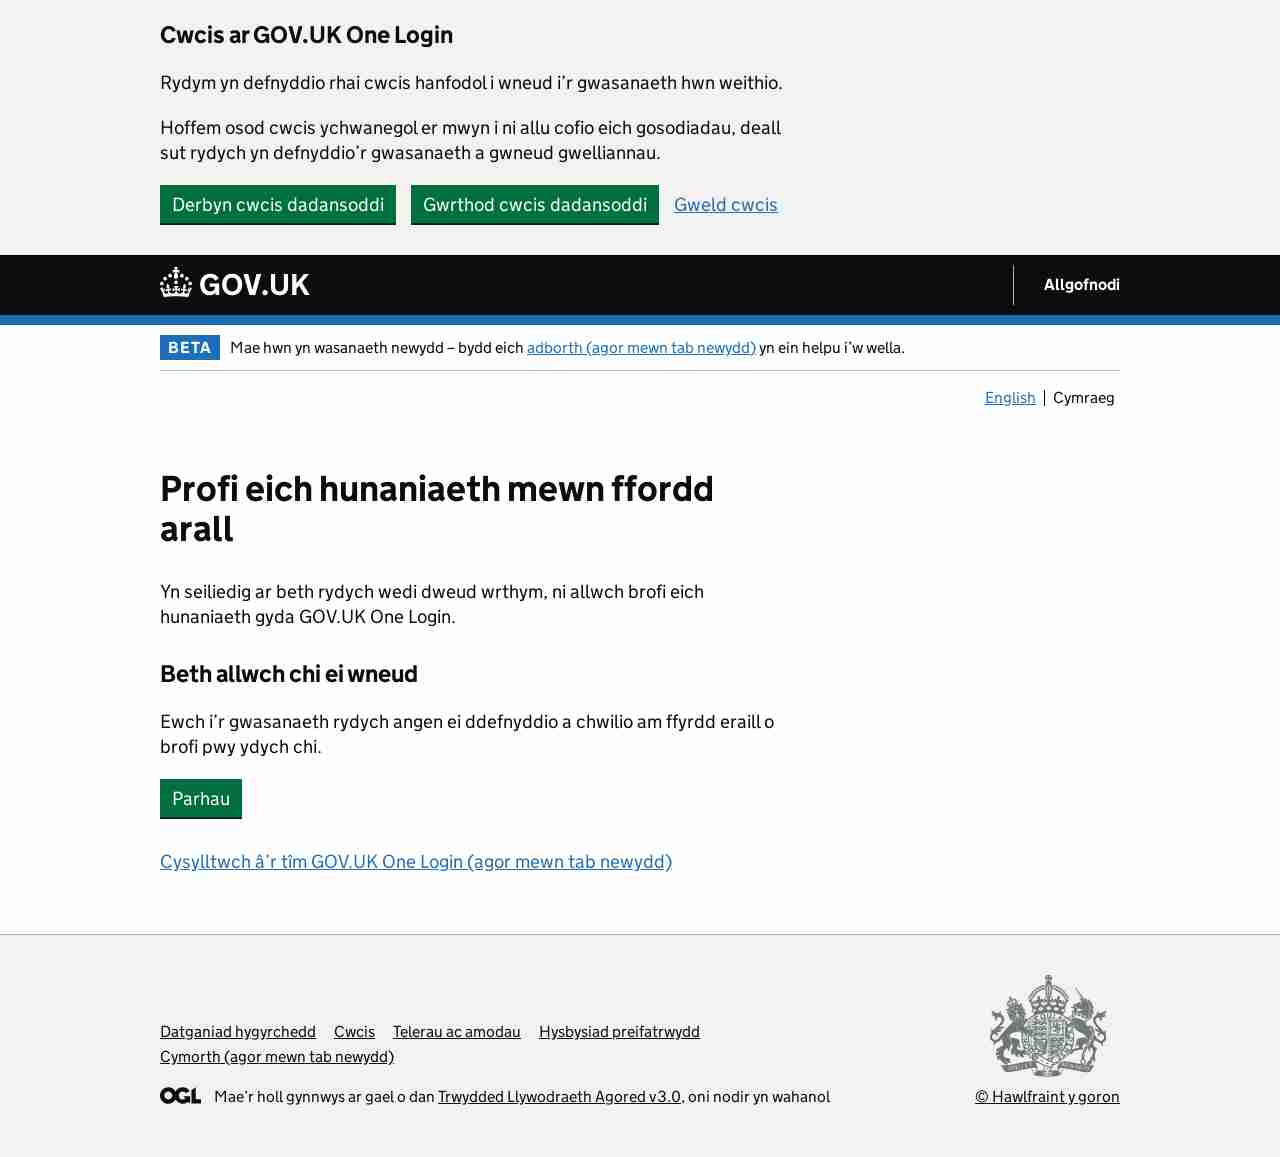 Cwcis ar GOV.UK One Login
Rydym yn defnyddio rhai cwcis hanfodol i wneud i’r gwasanaeth hwn weithio.
Hoffem osod cwcis ychwanegol er mwyn i ni allu cofio eich gosodiadau, deall
sut rydych yn defnyddio’r gwasanaeth a gwneud gwelliannau.
Derbyn cwcis dadansoddi Gwrthod cwcis dadansoddi Gweld cwcis
GOV.UK Allgofnodi
BETA Mae hwn yn wasanaeth newydd – bydd eich adborth (agor mewn tab newydd) yn ein helpu i’w wella.
English Cymraeg
Profi eich hunaniaeth mewn ffordd
arall
Yn seiliedig ar beth rydych wedi dweud wrthym, ni allwch brofi eich
hunaniaeth gyda GOV.UK One Login.
Beth allwch chi ei wneud
Ewch i’r gwasanaeth rydych angen ei ddefnyddio a chwilio am ffyrdd eraill o
brofi pwy ydych chi.
Parhau
Cysylltwch â’r tîm GOV.UK One Login (agor mewn tab newydd)
Datganiad hygyrchedd Cwcis Telerau ac amodau Hysbysiad preifatrwydd
Cymorth (agor mewn tab newydd)
OGL Mae’r holl gynnwys ar gael o dan Trwydded Llywodraeth Agored v3.0, oni nodir yn wahanol
© Hawlfraint y goron